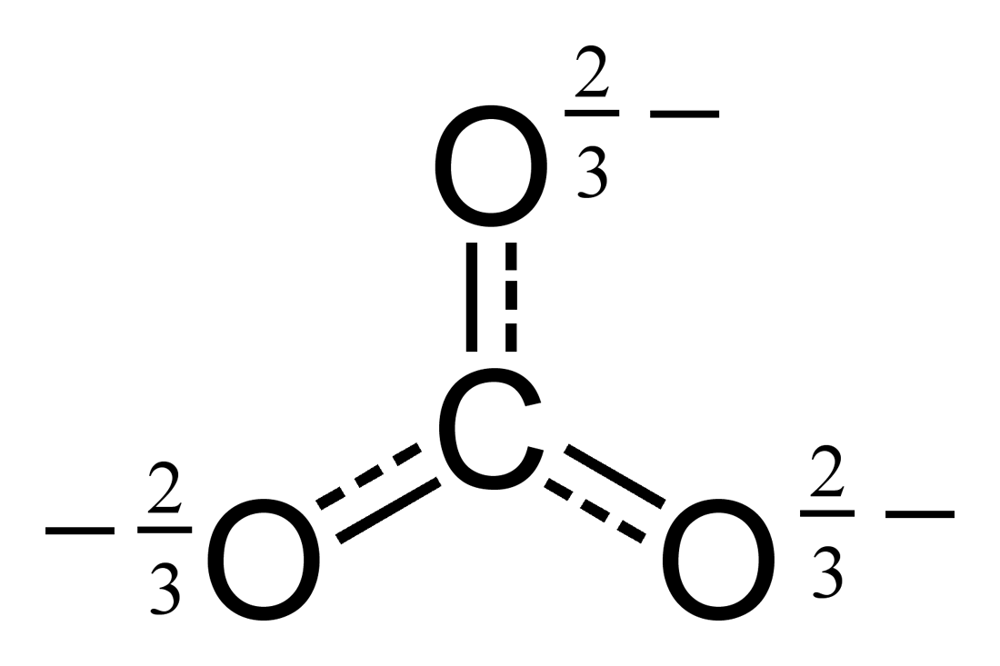 O 2/3 −
C
− 2/3 O
O 2/3 −